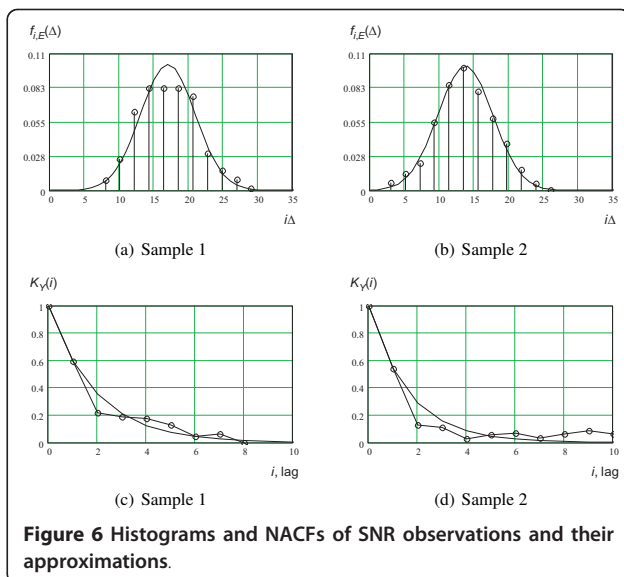 f_{i,E}(Δ)
0.11
0.083
0.055
0.028
0
0 5 10 15 20 25 30 35
iΔ
(a) Sample 1
f_{i,E}(Δ)
0.11
0.083
0.055
0.028
0
0 5 10 15 20 25 30 35
iΔ
(b) Sample 2
K_Y(i)
1
0.8
0.6
0.4
0.2
0
0 2 4 6 8 10
i, lag
(c) Sample 1
K_Y(i)
1
0.8
0.6
0.4
0.2
0
0 2 4 6 8 10
i, lag
(d) Sample 2
Figure 6 Histograms and NACFs of SNR observations and their
approximations.